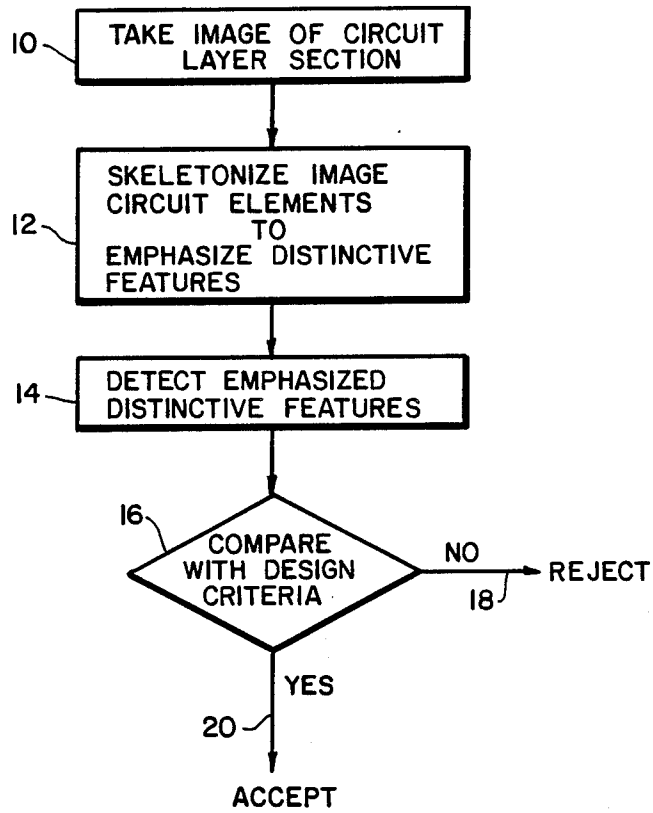 10
TAKE IMAGE OF CIRCUIT
LAYER SECTION
12
SKELETONIZE IMAGE
CIRCUIT ELEMENTS
TO
EMPHASIZE DISTINCTIVE
FEATURES
14
DETECT EMPHASIZED
DISTINCTIVE FEATURES
16
COMPARE
WITH DESIGN
CRITERIA
NO
18
REJECT
YES
20
ACCEPT